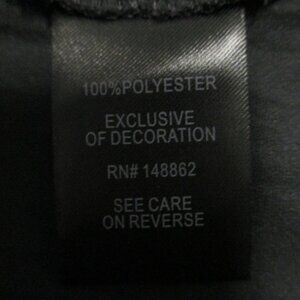 100%POLYESTER
EXCLUSIVE
OF DECORATION
RN# 148862
SEE CARE
ON REVERSE